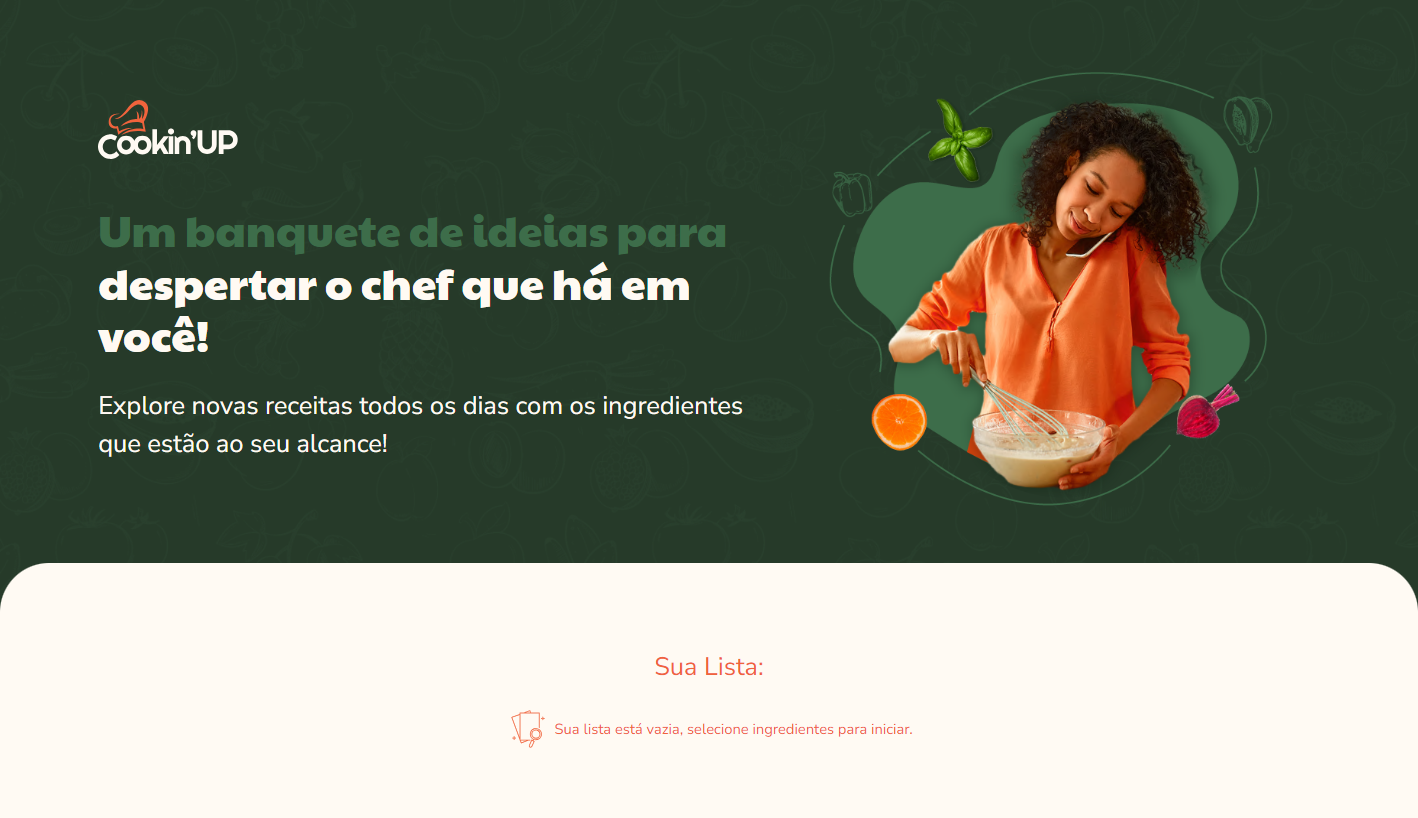 Cookin'UP
Um banquete de ideias para
despertar o chef que há em
você!
Explore novas receitas todos os dias com os ingredientes
que estão ao seu alcance!
Sua Lista:
Sua lista está vazia, selecione ingredientes para iniciar.